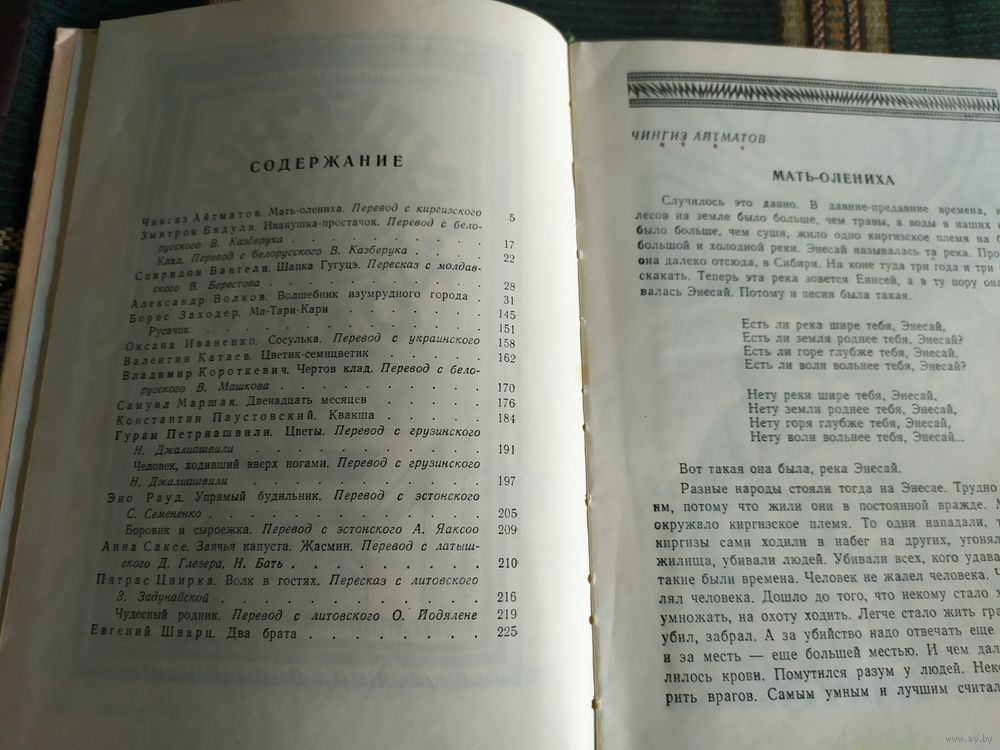 СОДЕРЖАНИЕ
Чингиз Айтматов. Мать-олениха. Перевод с киргизского 5
Змитрок Бядуля. Иванушка-простачок. Перевод с бело-
русского В. Казберука . . . . . . 17
Клад. Перевод с белорусского В. Казберука . . . . 22
Спиридон Вангели. Шапка Гугуцэ. Пересказ с молдав-
ского В. Берестова . . . . . . 28
Александр Волков. Волшебник изумрудного города . 31
Борис Заходер. Ма-Тари-Кари . . . . . . 145
Русачок . . . . . . 151
Оксана Иваненко. Сосулька. Перевод с украинского 158
Валентин Катаев. Цветик-семицветик . . . . . 162
Владимир Короткевич. Чертов клад. Перевод с бело-
русского В. Машкова . . . . . . 170
Самуил Маршак. Двенадцать месяцев . . . . . 176
Константин Паустовский. Квакша . . . . . 184
Гурам Петриашвили. Цветы. Перевод с грузинского
Н. Джалиашвили . . . . . . 191
Человек, ходивший вверх ногами. Перевод с грузинского
Н. Джалиашвили . . . . . . 197
Эно Рауд. Упрямый будильник. Перевод с эстонского
С. Семененко . . . . . . 205
Боровик и сыроежка. Перевод с эстонского А. Яаксоо 209
Анна Саксе. Заячья капуста. Жасмин. Перевод с латыш-
ского Д. Глезера, Н. Бать . . . . . . 210
Пятрас Цвирка. Волк в гостях. Пересказ с литовского
З. Задунайской . . . . . . 216
Чудесный родник. Перевод с литовского О. Йодялене 219
Евгений Шварц. Два брата . . . . . . 225
ЧИНГИЗ АЙТМАТОВ
МАТЬ-ОЛЕНИХА
Случилось это давно. В давние-предавние времена,
лесов на земле было больше, чем травы, а воды в наших
было больше, чем суши, жило одно киргизское племя на
большой и холодной реки. Энесай называлась та река.
она далеко отсюда, в Сибири. На коне туда три года и три
скакать. Теперь эта река зовется Енисей, а в ту пору она
валась Энесай. Потому и песня была такая.
Есть ли река шире тебя, Энесай,
Есть ли земля роднее тебя, Энесай?
Есть ли горе глубже тебя, Энесай,
Есть ли воля вольнее тебя, Энесай?
Нету реки шире тебя, Энесай,
Нету земли роднее тебя, Энесай,
Нету горя глубже тебя, Энесай,
Нету воли вольнее тебя, Энесай...
Вот такая она была, река Энесай.
Разные народы стояли тогда на Энесае. Трудно
им, потому что жили они в постоянной вражде.
окружало киргизское племя. То одни нападали,
киргизы сами ходили в набег на других, угонял
жилища, убивали людей. Убивали всех, кого удава
такие были времена. Человек не жалел человека.
лял человека. Дошло до того, что некому стало
умножать, на охоту ходить. Легче стало жить гра
убил, забрал. А за убийство надо отвечать еще
и за месть — еще большей местью. И чем дал
лилось крови. Помутился разум у людей. Неко
рить врагов. Самым умным и лучшим считал
www.ay.by